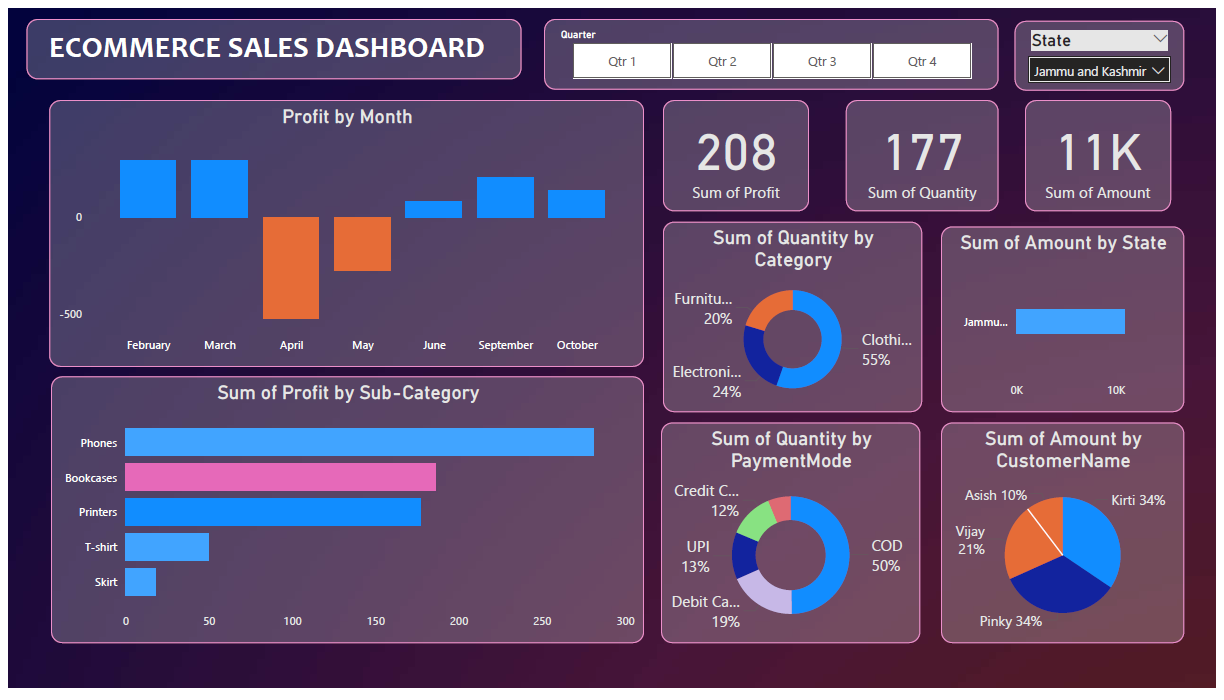 ECOMMERCE SALES DASHBOARD
Quarter
Qtr 1
Qtr 2
Qtr 3
Qtr 4
State
Jammu and Kashmir
Profit by Month
0
-500
February
March
April
May
June
September
October
208
Sum of Profit
177
Sum of Quantity
11K
Sum of Amount
Sum of Quantity by
Category
Furnitu...
20%
Clothi...
55%
Electroni...
24%
Sum of Amount by State
Jammu...
0K
10K
Sum of Profit by Sub-Category
Phones
Bookcases
Printers
T-shirt
Skirt
0
50
100
150
200
250
300
Sum of Quantity by
PaymentMode
Credit C...
12%
UPI
13%
COD
50%
Debit Ca...
19%
Sum of Amount by
CustomerName
Asish 10%
Kirti 34%
Vijay
21%
Pinky 34%